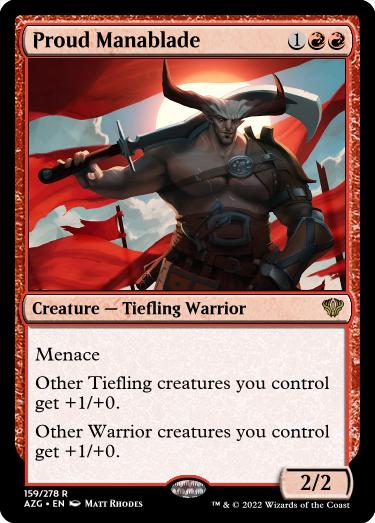 Proud Manablade 1
Creature — Tiefling Warrior
Menace
Other Tiefling creatures you control
get +1/+0.
Other Warrior creatures you control
get +1/+0.
2/2
159/278 R
AZG • EN Matt Rhodes ™ & © 2022 Wizards of the Coast